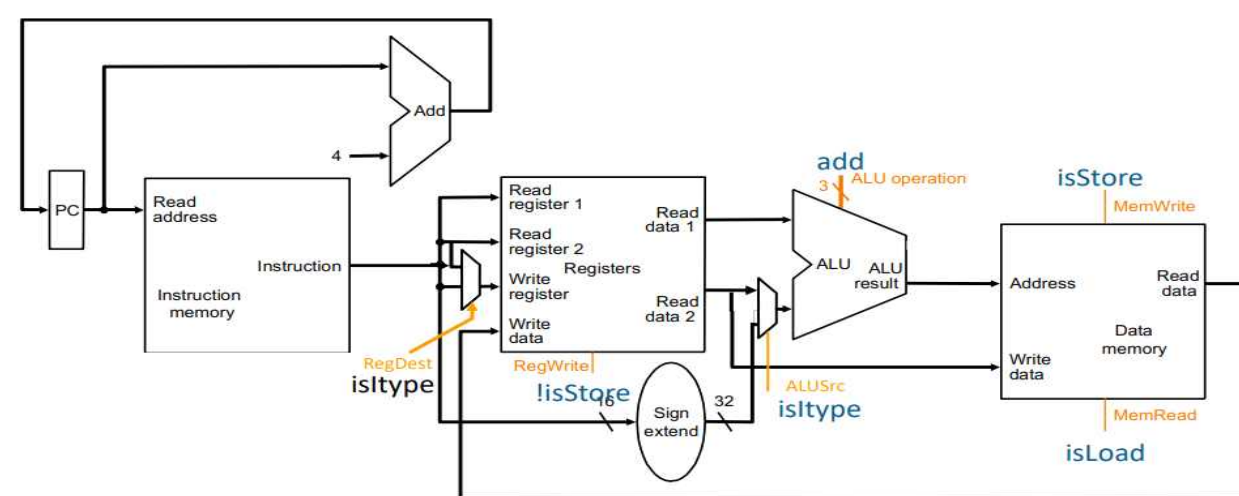 Add
4
PC
Read
address
Instruction
Instruction
memory
Read
register 1
Read
register 2
Write
register
Write
data
Registers
Read
data 1
Read
data 2
RegDest
isItype
RegWrite
!isStore
16
Sign
extend
32
add
3
ALU operation
ALU
ALU
result
ALUSrc
isItype
isStore
MemWrite
Address
Read
data
Data
memory
Write
data
MemRead
isLoad